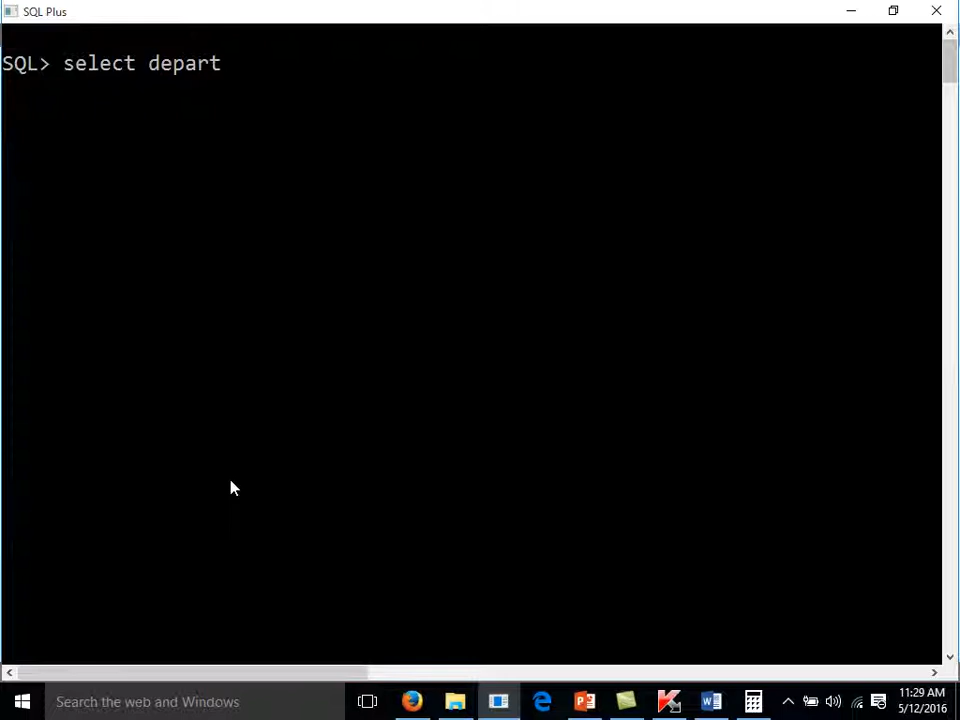 SQL Plus
SQL> select depart
Search the web and Windows
11:29 AM
5/12/2016